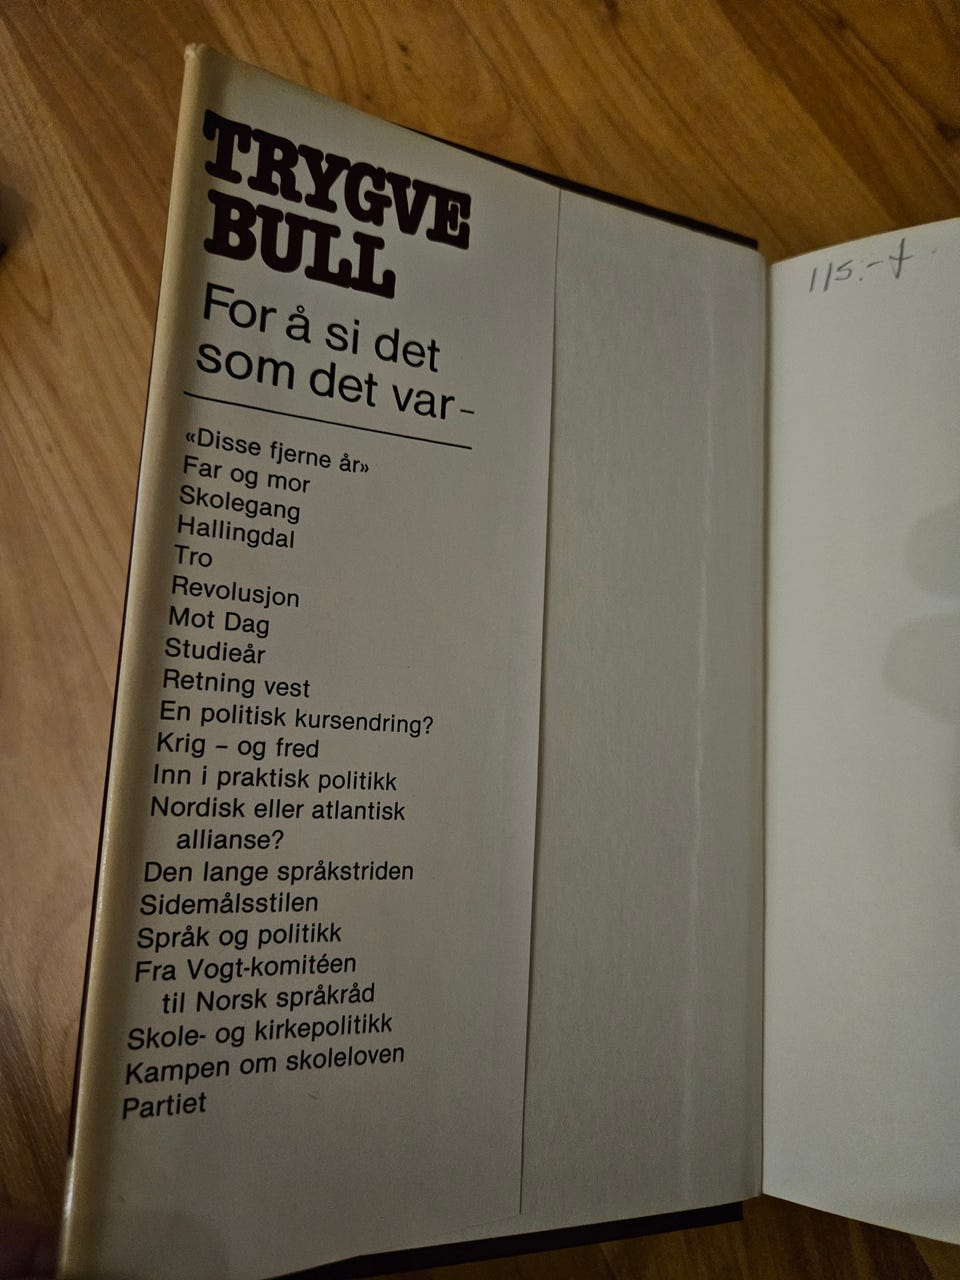 TRYGVE
BULL
For å si det
som det var-
«Disse fjerne år»
Far og mor
Skolegang
Hallingdal
Tro
Revolusjon
Mot Dag
Studieår
Retning vest
En politisk kursendring?
Krig – og fred
Inn i praktisk politikk
Nordisk eller atlantisk
allianse?
Den lange språkstriden
Sidemålsstilen
Språk og politikk
Fra Vogt-komitéen
til Norsk språkråd
Skole- og kirkepolitikk
Kampen om skoleloven
Partiet
115.-